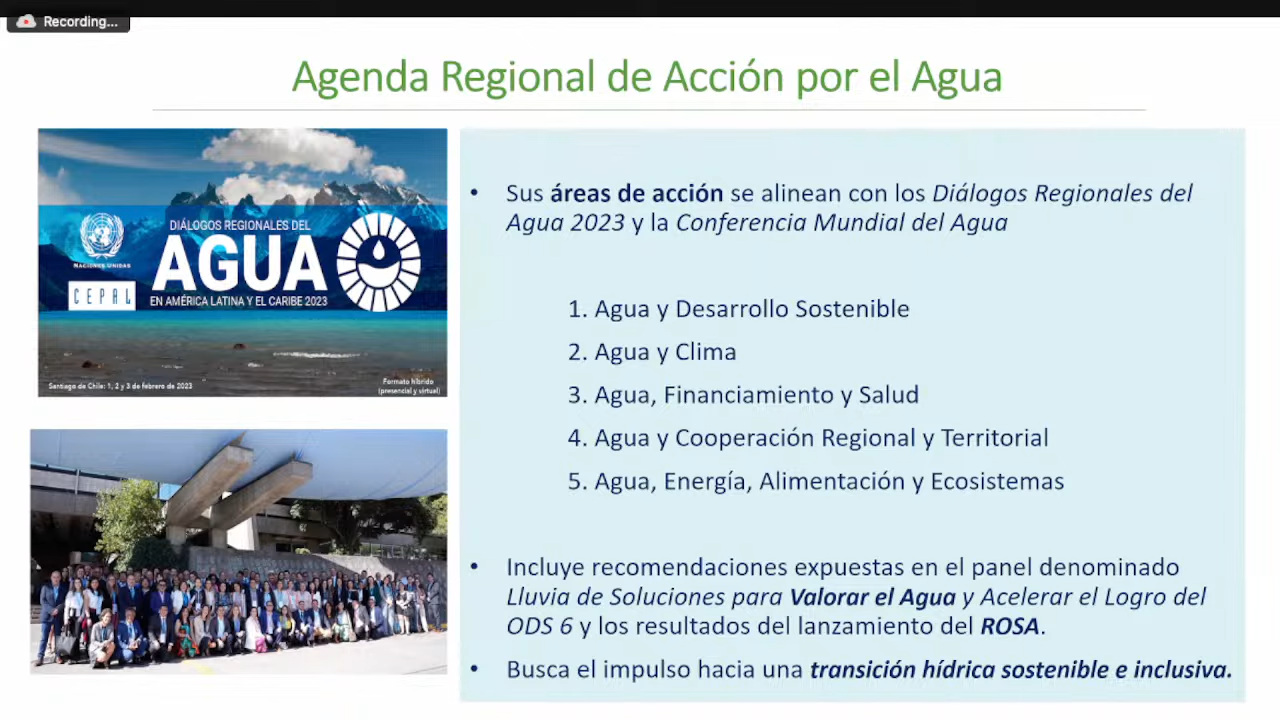 Recording...
Agenda Regional de Acción por el Agua
DIÁLOGOS REGIONALES DEL
AGUA
EN AMÉRICA LATINA Y EL CARIBE 2023
NACIONES UNIDAS
CEPAL
Santiago de Chile: 1, 2 y 3 de febrero de 2023
Formato híbrido
(presencial y virtual)
• Sus áreas de acción se alinean con los Diálogos Regionales del
Agua 2023 y la Conferencia Mundial del Agua
1. Agua y Desarrollo Sostenible
2. Agua y Clima
3. Agua, Financiamiento y Salud
4. Agua y Cooperación Regional y Territorial
5. Agua, Energía, Alimentación y Ecosistemas
• Incluye recomendaciones expuestas en el panel denominado
Lluvia de Soluciones para Valorar el Agua y Acelerar el Logro del
ODS 6 y los resultados del lanzamiento del ROSA.
• Busca el impulso hacia una transición hídrica sostenible e inclusiva.